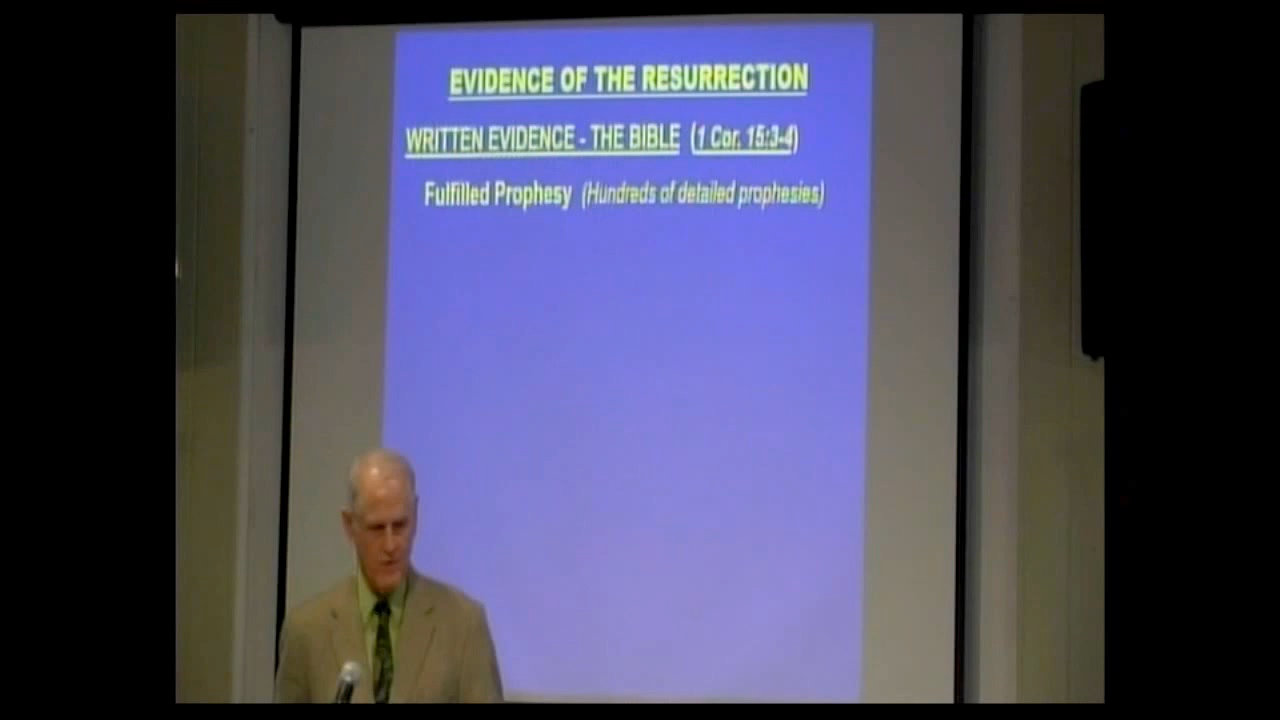 EVIDENCE OF THE RESURRECTION
WRITTEN EVIDENCE - THE BIBLE (1 Cor. 15:3-4)
Fulfilled Prophesy (Hundreds of detailed prophesies)